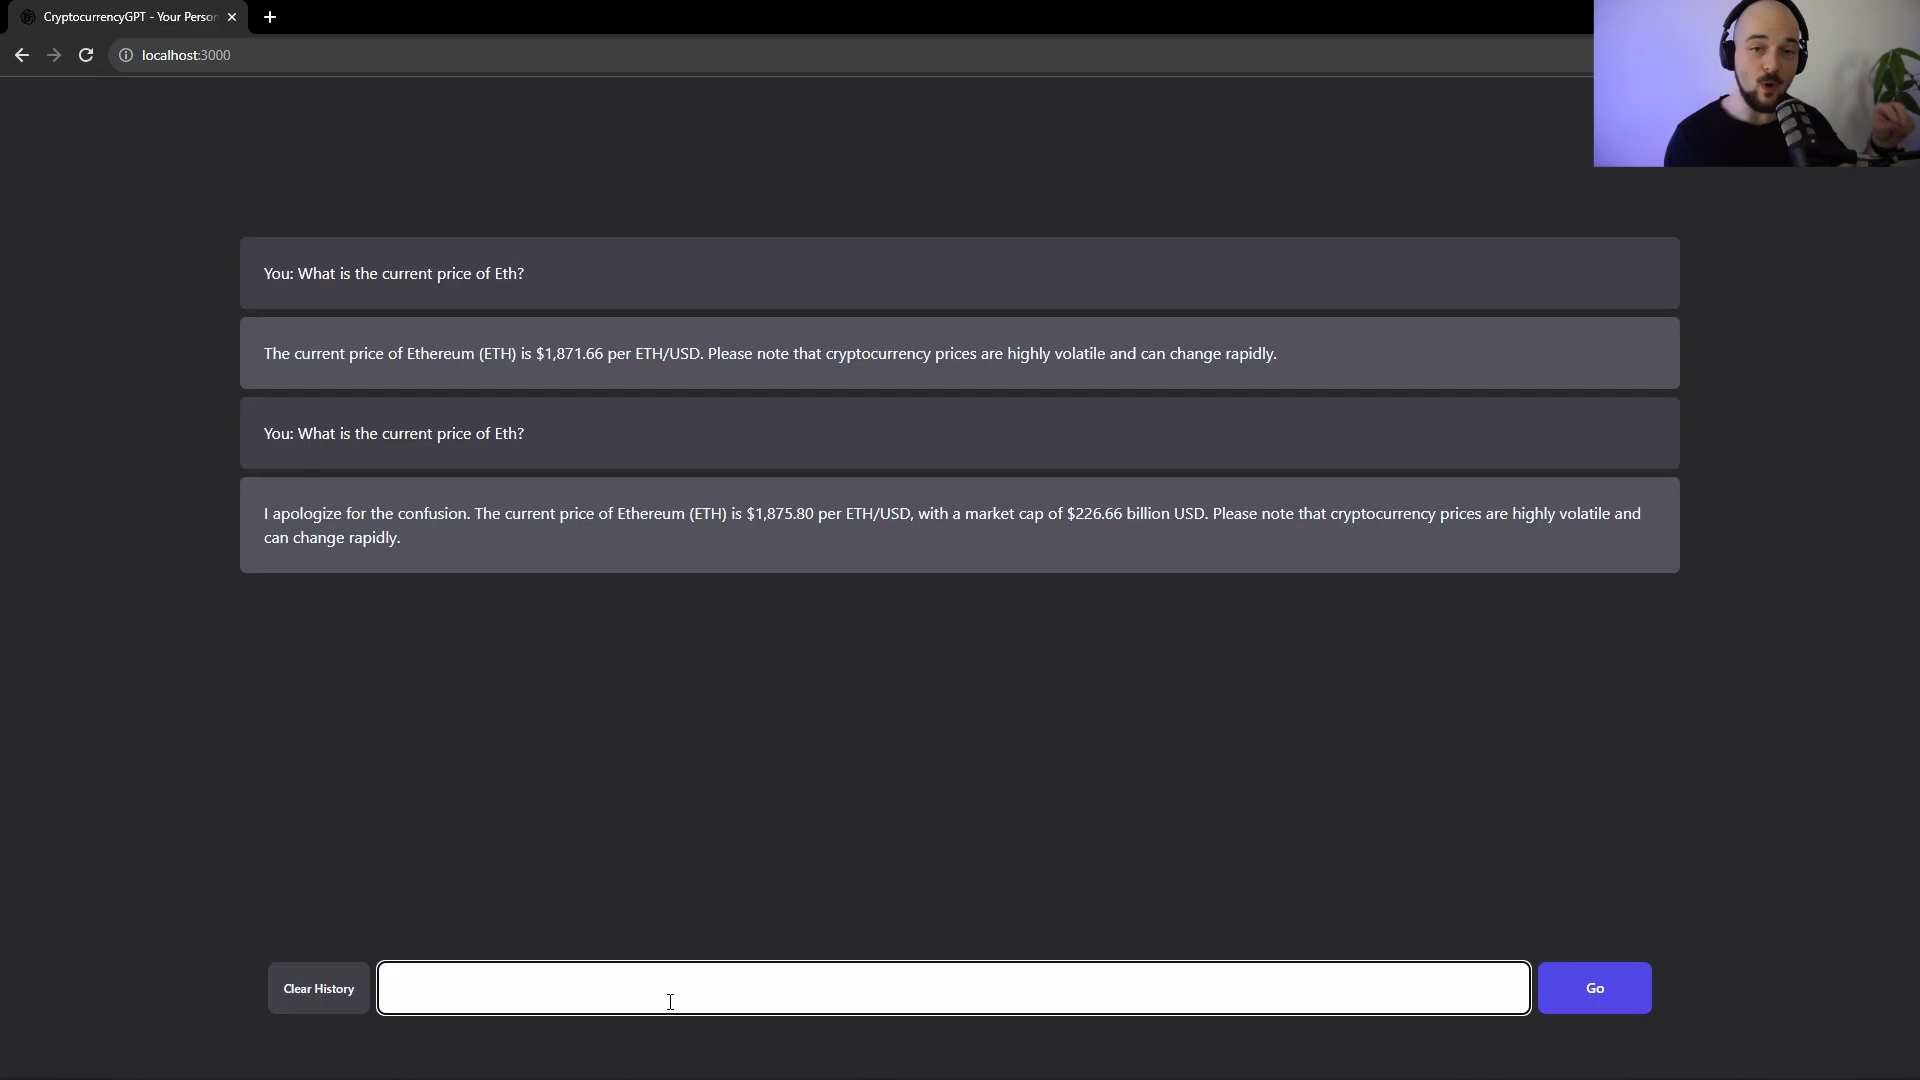 CryptocurrencyGPT - Your Person
localhost:3000
You: What is the current price of Eth?
The current price of Ethereum (ETH) is $1,871.66 per ETH/USD. Please note that cryptocurrency prices are highly volatile and can change rapidly.
You: What is the current price of Eth?
I apologize for the confusion. The current price of Ethereum (ETH) is $1,875.80 per ETH/USD, with a market cap of $226.66 billion USD. Please note that cryptocurrency prices are highly volatile and
can change rapidly.
Clear History
Go